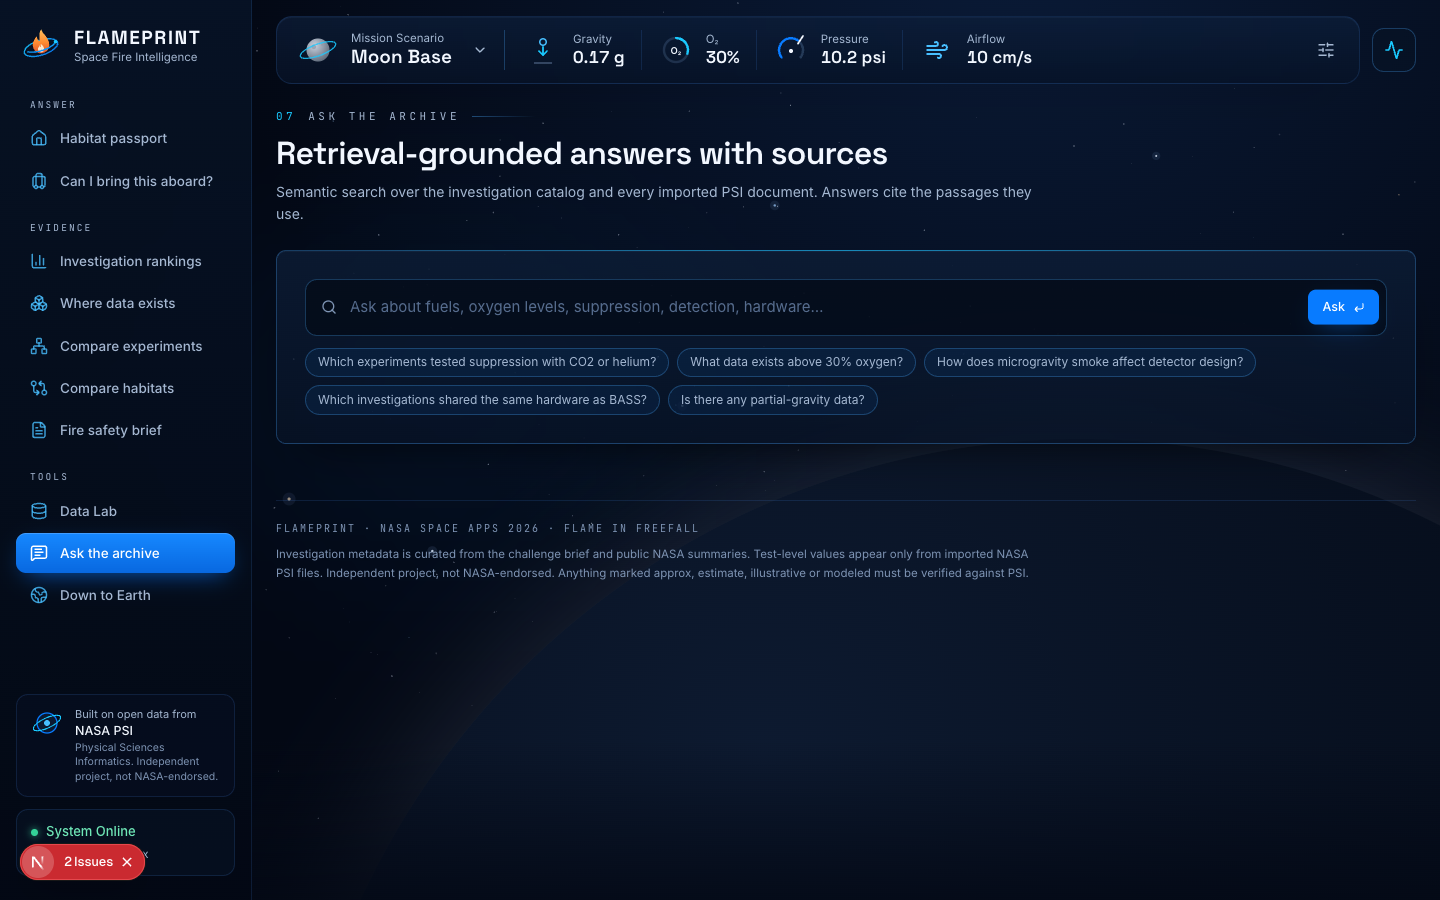 FLAMEPRINT
Space Fire Intelligence
ANSWER
Habitat passport
Can I bring this aboard?
EVIDENCE
Investigation rankings
Where data exists
Compare experiments
Compare habitats
Fire safety brief
TOOLS
Data Lab
Ask the archive
Down to Earth
Built on open data from
NASA PSI
Physical Sciences
Informatics. Independent
project, not NASA-endorsed.
System Online
2 Issues
Mission Scenario
Moon Base
Gravity
0.17 g
O₂
O₂
30%
Pressure
10.2 psi
Airflow
10 cm/s
07 ASK THE ARCHIVE
Retrieval-grounded answers with sources
Semantic search over the investigation catalog and every imported PSI document. Answers cite the passages they
use.
Ask about fuels, oxygen levels, suppression, detection, hardware...
Ask
Which experiments tested suppression with CO2 or helium?
What data exists above 30% oxygen?
How does microgravity smoke affect detector design?
Which investigations shared the same hardware as BASS?
Is there any partial-gravity data?
FLAMEPRINT · NASA SPACE APPS 2026 · FLAME IN FREEFALL
Investigation metadata is curated from the challenge brief and public NASA summaries. Test-level values appear only from imported NASA
PSI files. Independent project, not NASA-endorsed. Anything marked approx, estimate, illustrative or modeled must be verified against PSI.